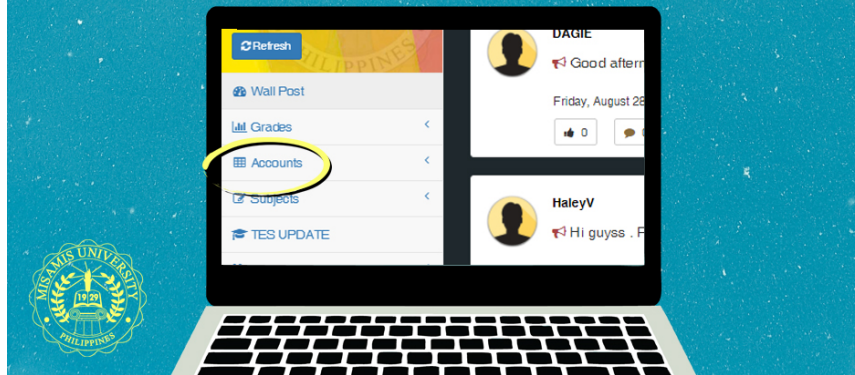 Refresh
ILIPPINES
Wall Post
Grades
Accounts
Subjects
TES UPDATE
DAGIE
Good aftern
Friday, August 28
0
HaleyV
Hi guyss . F
MISAMIS UNIVERSITY
1929
PHILIPPINES